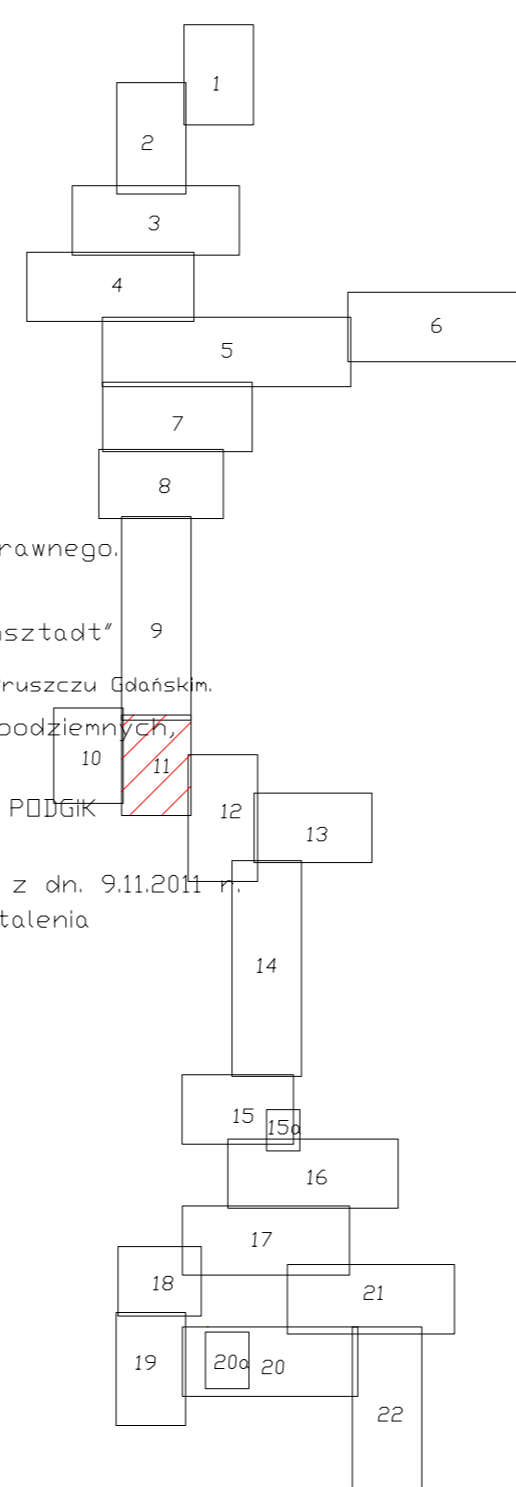 1
2
3
4
6
5
7
8
rawnego.
9
sztadt"
ruszczu Gdańskim.
podziemnych,
10
11
12
PODGIK
13
z dn. 9.11.2011 r.
talenia
14
15
15a
16
17
18
21
19
20a
20
22